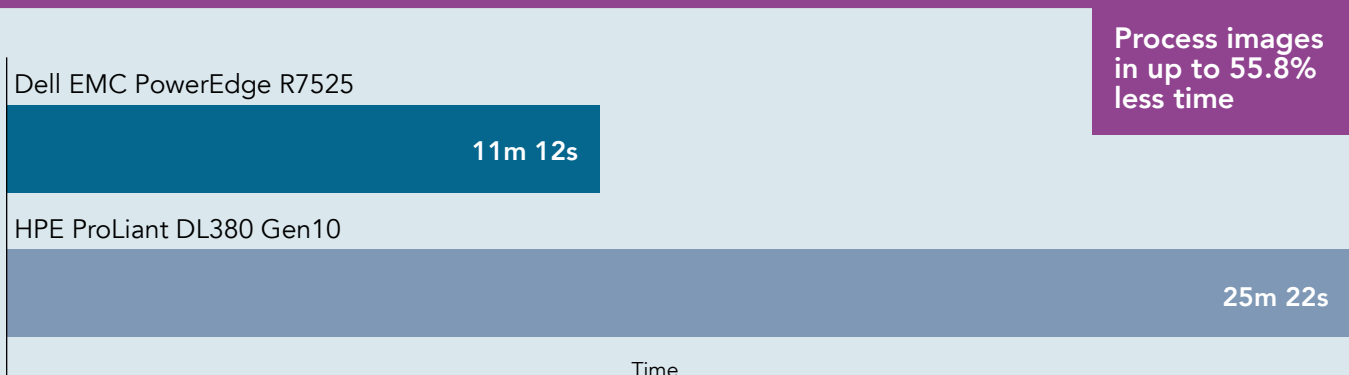 Process images
in up to 55.8%
less time
Dell EMC PowerEdge R7525
11m 12s
HPE ProLiant DL380 Gen10
25m 22s
Time